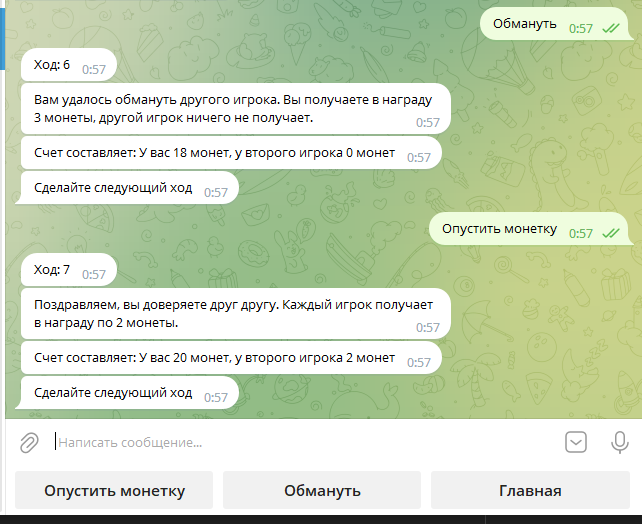 Обмануть 0:57
Ход: 6 0:57
Вам удалось обмануть другого игрока. Вы получаете в награду
3 монеты, другой игрок ничего не получает. 0:57
Счет составляет: У вас 18 монет, у второго игрока 0 монет 0:57
Сделайте следующий ход 0:57
Опустить монетку 0:57
Ход: 7 0:57
Поздравляем, вы доверяете друг другу. Каждый игрок получает
в награду по 2 монеты. 0:57
Счет составляет: У вас 20 монет, у второго игрока 2 монет 0:57
Сделайте следующий ход 0:57
Написать сообщение...
Опустить монетку Обмануть Главная